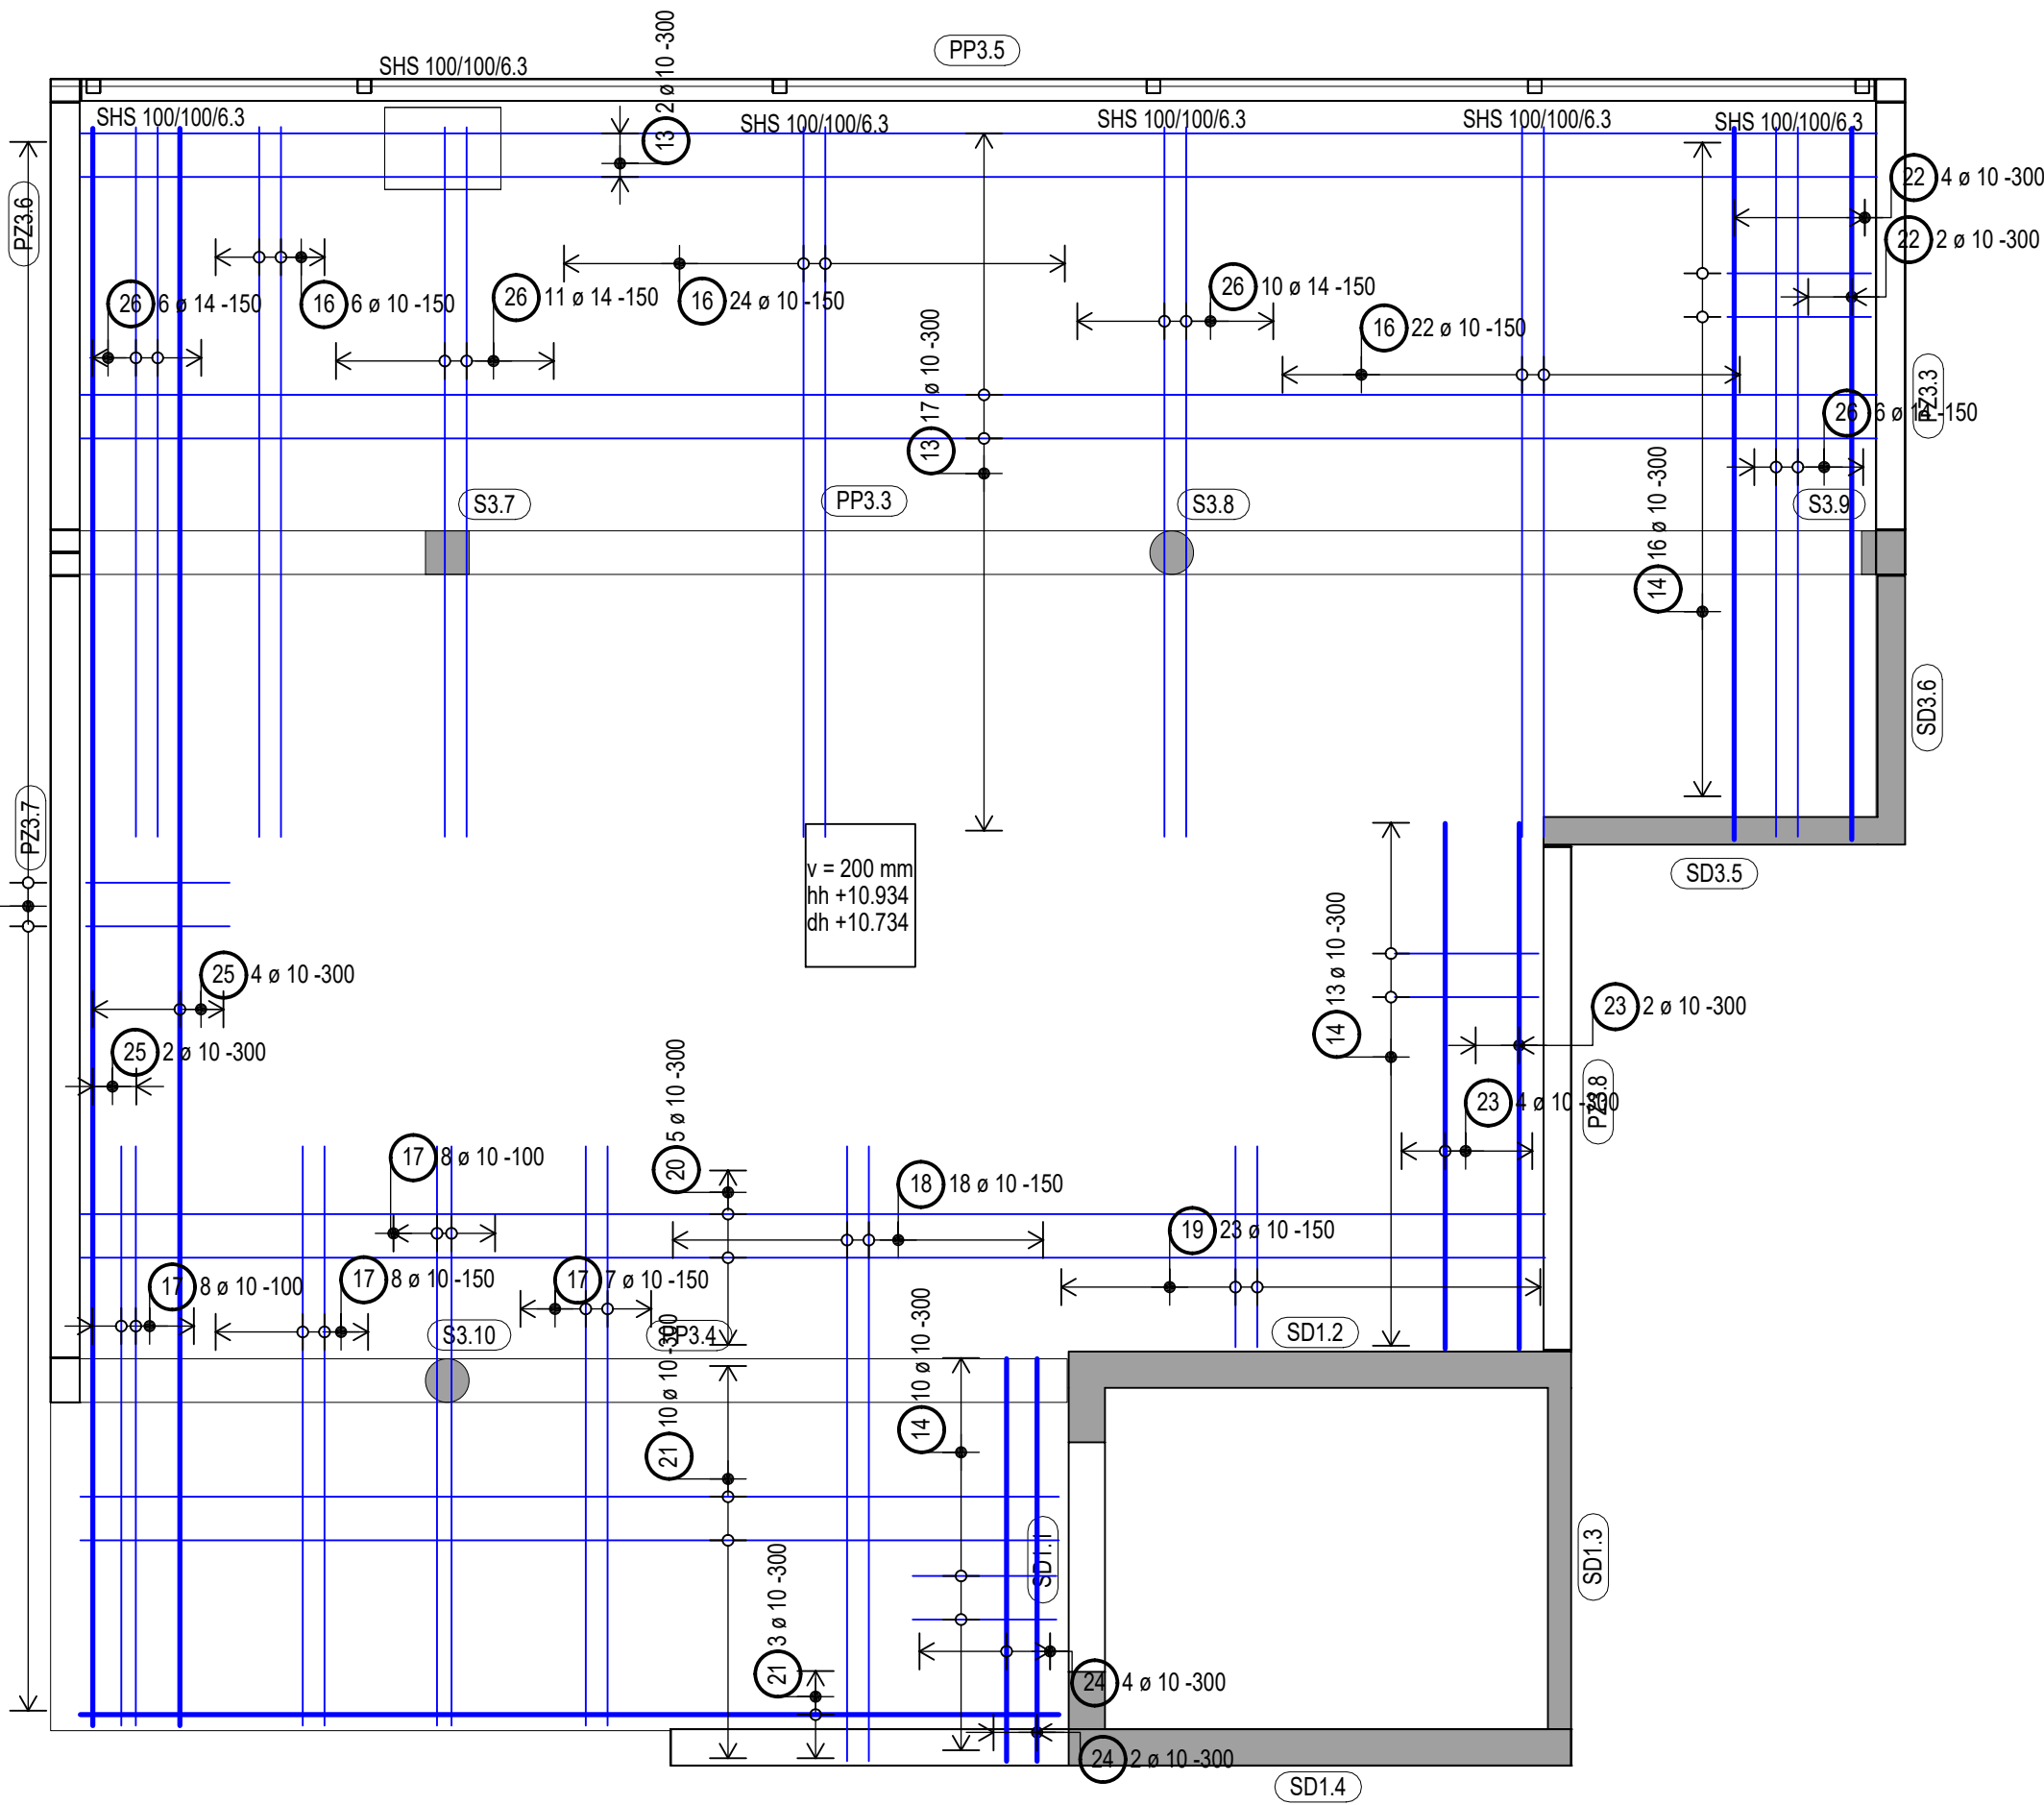 PP3.5
SHS 100/100/6.3
13 2 ø 10 -300
SHS 100/100/6.3
SHS 100/100/6.3
SHS 100/100/6.3
SHS 100/100/6.3
SHS 100/100/6.3
22 4 ø 10 -300
PZ3.6
22 2 ø 10 -300
26 6 ø 14 -150
16 6 ø 10 -150
26 11 ø 14 -150
16 24 ø 10 -150
26 10 ø 14 -150
16 22 ø 10 -150
13 17 ø 10 -300
PZ3.3
26 6 ø 14 -150
14 16 ø 10 -300
S3.7
PP3.3
S3.8
S3.9
SD3.6
PZ3.7
v = 200 mm
hh +10.934
dh +10.734
SD3.5
25 4 ø 10 -300
14 13 ø 10 -300
23 2 ø 10 -300
25 2 ø 10 -300
PZ3.8
23 4 ø 10 -300
20 5 ø 10 -300
17 8 ø 10 -100
18 18 ø 10 -150
19 23 ø 10 -150
17 8 ø 10 -100
17 8 ø 10 -150
17 7 ø 10 -150
S3.10
PP3.4
SD1.2
21 10 ø 10 -300
14 10 ø 10 -300
SD1.1
SD1.3
21 3 ø 10 -300
24 4 ø 10 -300
24 2 ø 10 -300
SD1.4